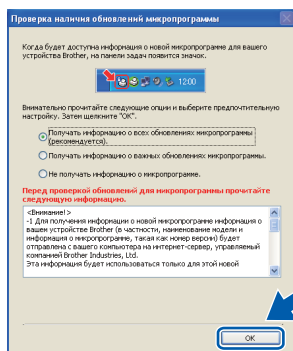 Проверка наличия обновлений микропрограммы
Когда будет доступна информация о новой микропрограмме для вашего
устройства Brother, на панели задач появится значок.
12:00
Внимательно прочитайте следующие опции и выберите предпочтительную
настройку. Затем щелкните "ОК".
Получать информацию о всех обновлениях микропрограммы
(рекомендуется).
Получать информацию о важных обновлениях микропрограммы.
Не получать информацию о микропрограмме.
Перед проверкой обновлений для микропрограммы прочитайте
следующую информацию.
<Внимание!>
-1 Для получения информации о новой микропрограмме информация о
вашем устройстве Brother (в частности, наименование модели и
информация о микропрограмме, такая как номер версии) будет
отправлена с вашего компьютера на интернет-сервер, управляемый
компанией Brother Industries, Ltd.
Эта информация будет использоваться только для этой новой
OK